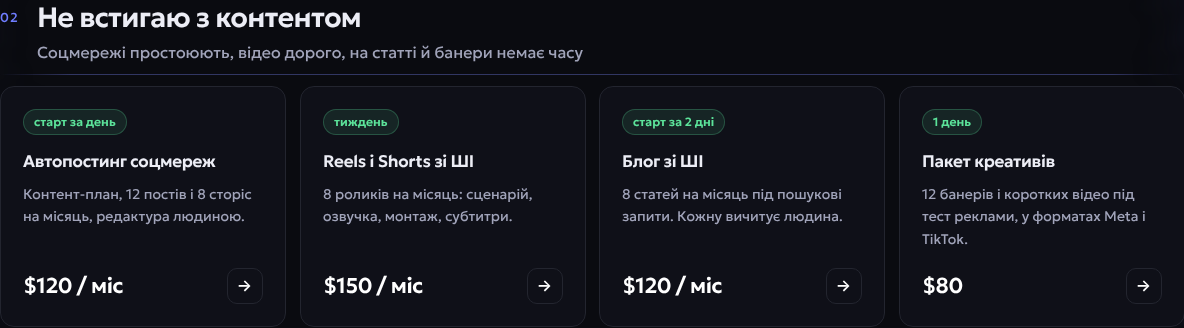 02
Не встигаю з контентом
Соцмережі простоюють, відео дорого, на статті й банери немає часу
старт за день
Автопостинг соцмереж
Контент-план, 12 постів і 8 сторіс
на місяць, редактура людиною.
$120 / міс
→
тиждень
Reels і Shorts зі ШІ
8 роликів на місяць: сценарій,
озвучка, монтаж, субтитри.
$150 / міс
→
старт за 2 дні
Блог зі ШІ
8 статей на місяць під пошукові
запити. Кожну вичитує людина.
$120 / міс
→
1 день
Пакет креативів
12 банерів і коротких відео під
тест реклами, у форматах Meta і
TikTok.
$80
→